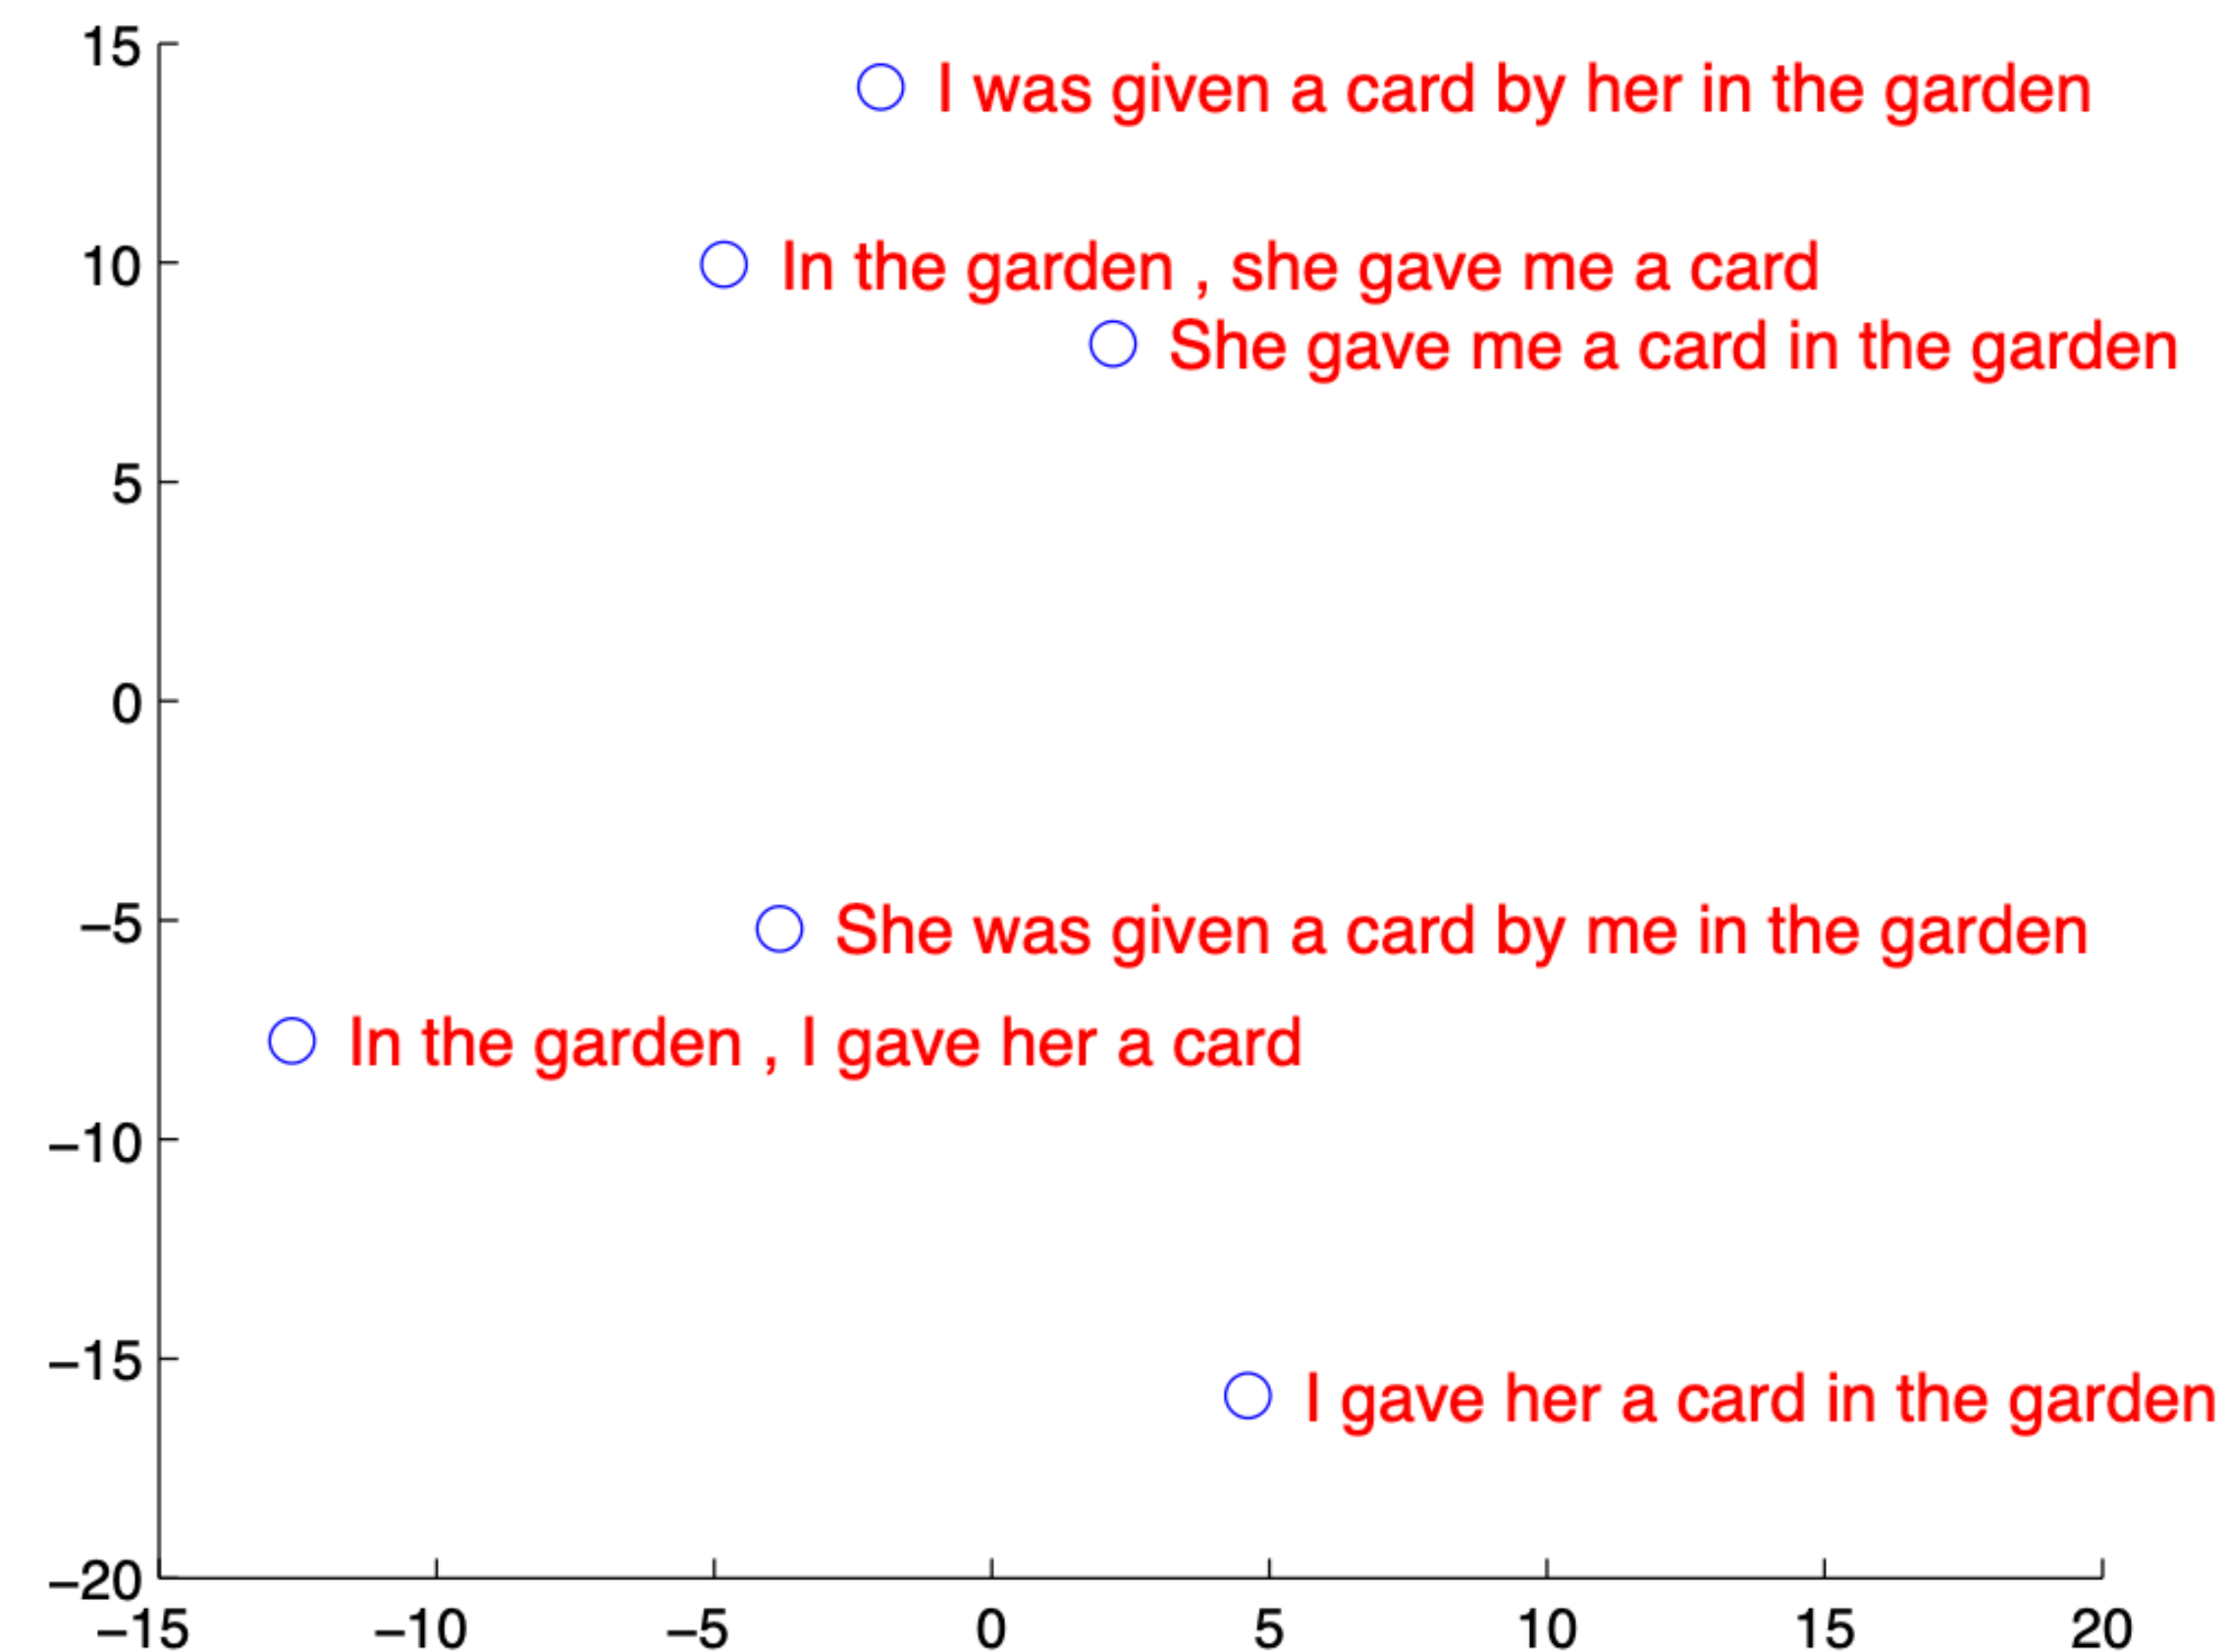 15
I was given a card by her in the garden
10
In the garden , she gave me a card
She gave me a card in the garden
5
0
−5
She was given a card by me in the garden
In the garden , I gave her a card
−10
−15
I gave her a card in the garden
−20
−15 −10 −5 0 5 10 15 20